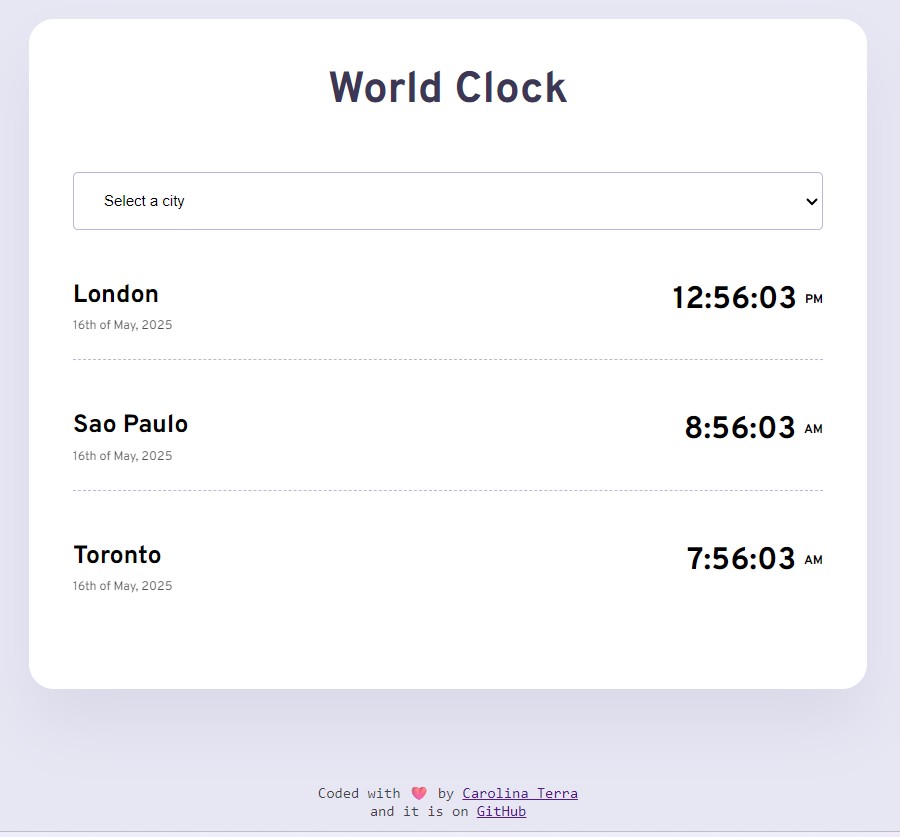 World Clock
Select a city
London
12:56:03 PM
16th of May, 2025
Sao Paulo
8:56:03 AM
16th of May, 2025
Toronto
7:56:03 AM
16th of May, 2025
Coded with 💗 by Carolina Terra
and it is on GitHub